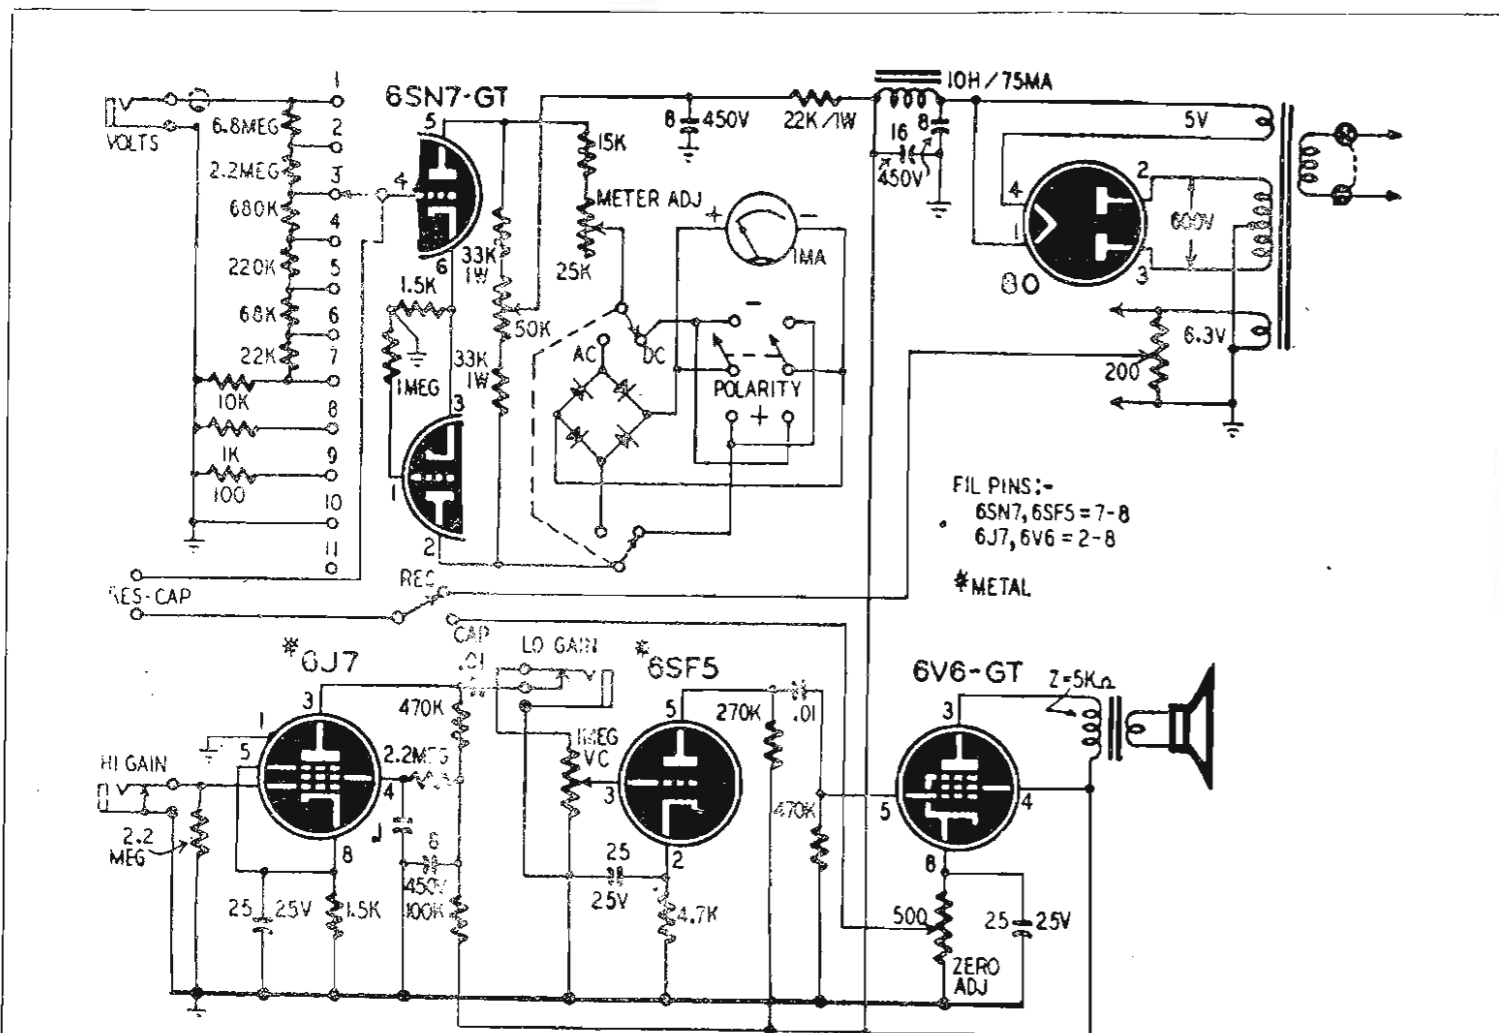 1
6SN7-GT
5
10H/75MA
6.8MEG
2
8 450V
22K/1W
8
5V
VOLTS
15K
16
450V
2.2MEG
3
4
METER ADJ
+
-
4
2
680K
4
600V
1
6
33K
1W
25K
1MA
3
80
220K
5
1.5K
68K
6
50K
-
6.3V
22K
7
33K
1W
AC
DC
1MEG
POLARITY
200
10K
8
3
+
1K
9
100
1
FIL PINS:-
6SN7, 6SF5 = 7-8
6J7, 6V6 = 2-8
10
11
2
RES-CAP
*METAL
CAP
LO GAIN
*6J7
.01
*6SF5
6V6-GT
Z=5KΩ
3
470K
5
270K
.01
3
1
5
2.2MEG
1MEG
VC
HI GAIN
4
3
470K
5
4
2.2
MEG
8
8
450V
25
25V
2
8
25 25V
1.5K
100K
4.7K
500
25 25V
ZERO
ADJ